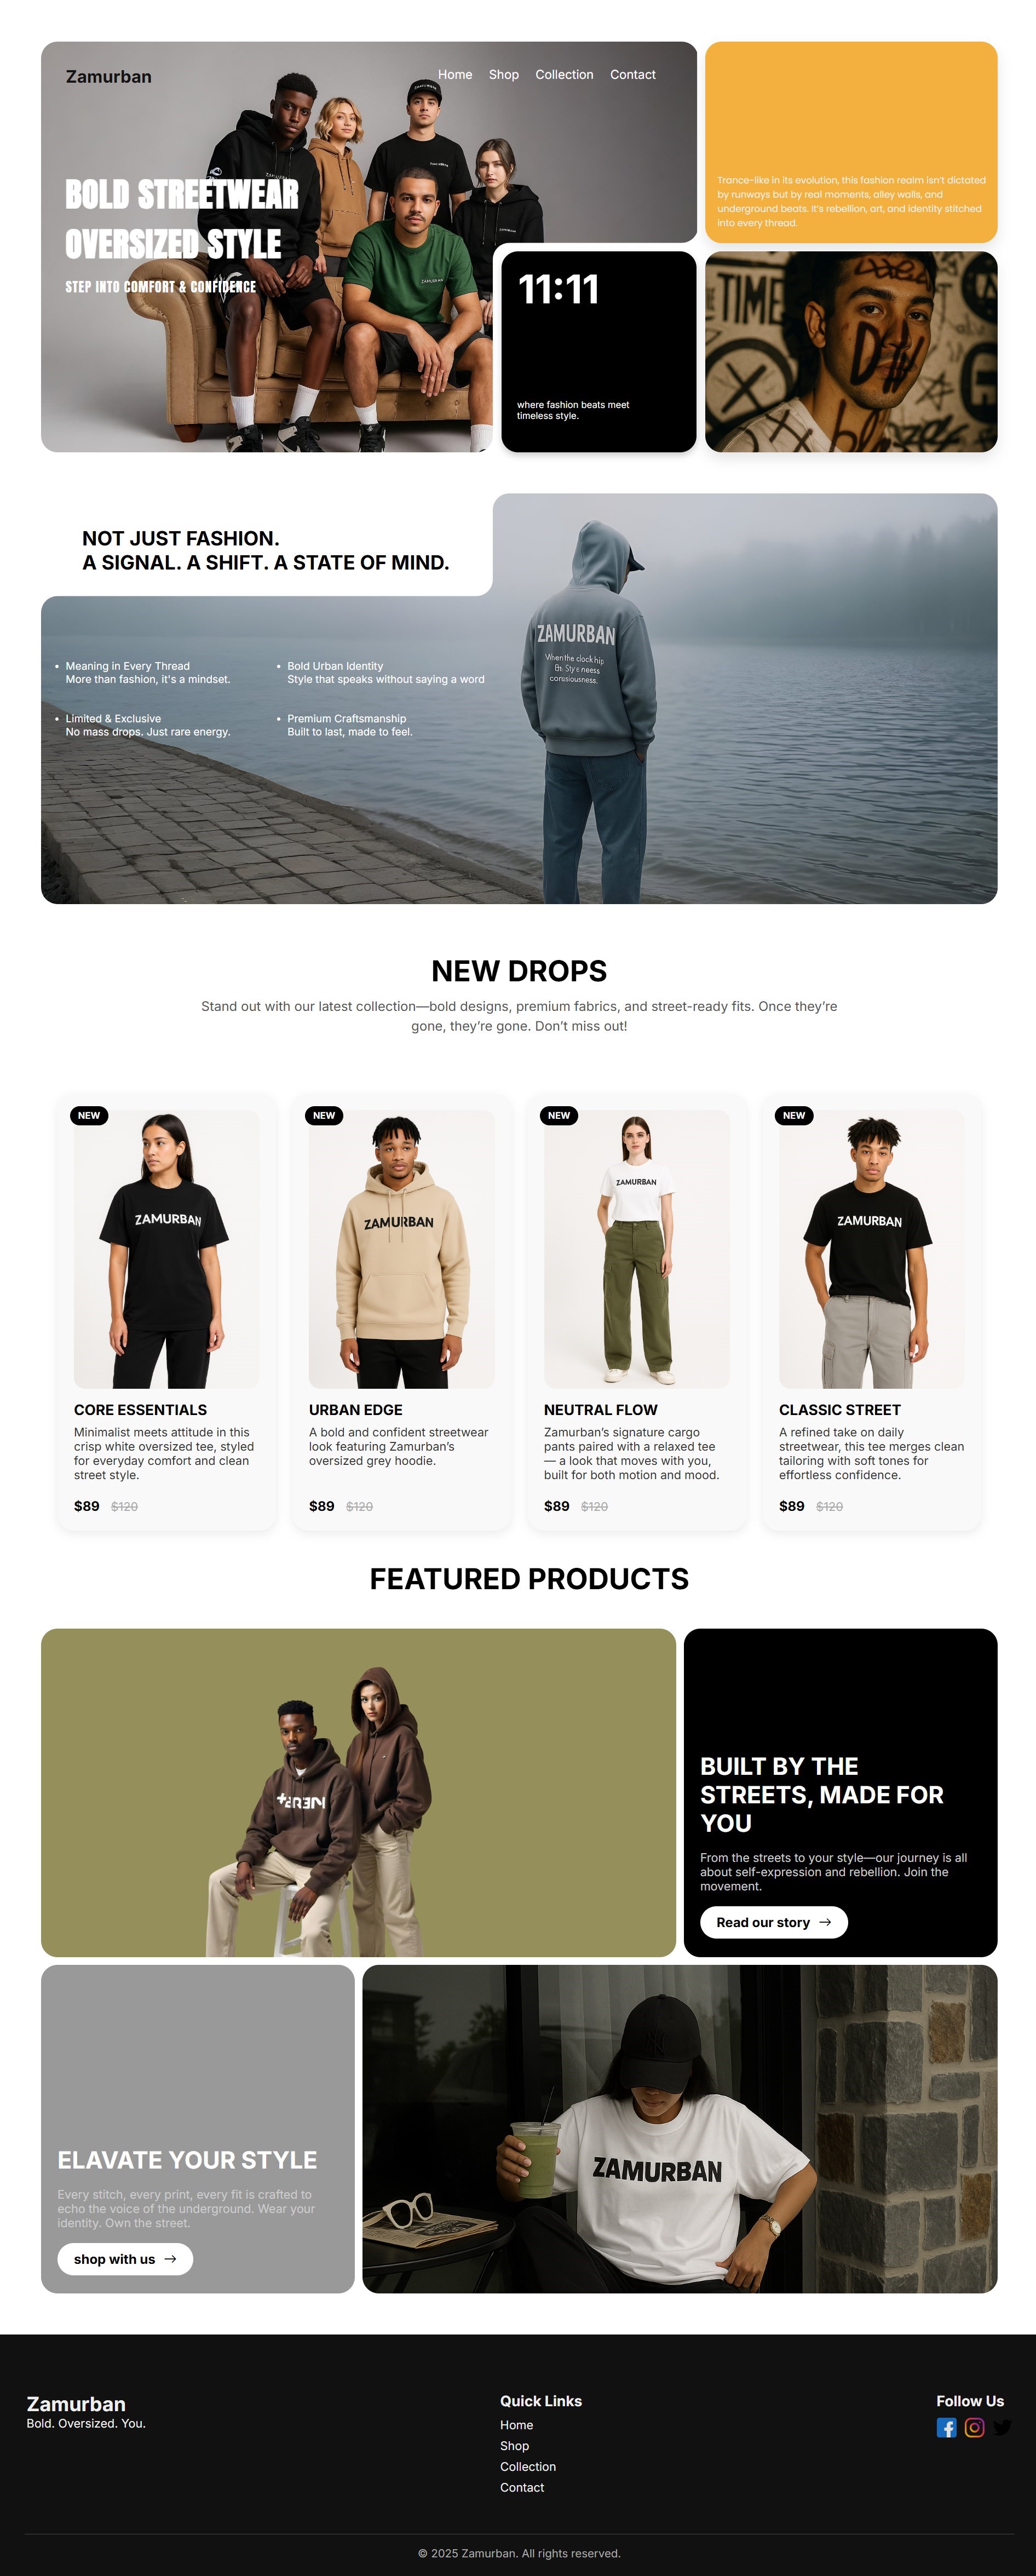 Zamurban
Home Shop Collection Contact
BOLD STREETWEAR
OVERSIZED STYLE
STEP INTO COMFORT & CONFIDENCE
Trance-like in its evolution, this fashion realm isn't dictated
by runways but by real moments, alley walls, and
underground beats. It's rebellion, art, and identity stitched
into every thread.
11:11
where fashion beats meet
timeless style.
TIME
NOT JUST FASHION.
A SIGNAL. A SHIFT. A STATE OF MIND.
• Meaning in Every Thread
More than fashion, it's a mindset.
• Bold Urban Identity
Style that speaks without saying a word
• Limited & Exclusive
No mass drops. Just rare energy.
• Premium Craftsmanship
Built to last, made to feel.
ZAMURBAN
When the clock hip
NEW DROPS
Stand out with our latest collection—bold designs, premium fabrics, and street-ready fits. Once they’re
gone, they’re gone. Don’t miss out!
NEW
ZAMURBAN
CORE ESSENTIALS
Minimalist meets attitude in this
crisp white oversized tee, styled
for everyday comfort and clean
street style.
$89 $120
NEW
ZAMURBAN
URBAN EDGE
A bold and confident streetwear
look featuring Zamurban’s
oversized grey hoodie.
$89 $120
NEW
ZAMURBAN
NEUTRAL FLOW
Zamurban’s signature cargo
pants paired with a relaxed tee
— a look that moves with you,
built for both motion and mood.
$89 $120
NEW
ZAMURBAN
CLASSIC STREET
A refined take on daily
streetwear, this tee merges clean
tailoring with soft tones for
effortless confidence.
$89 $120
FEATURED PRODUCTS
BUILT BY THE
STREETS, MADE FOR
YOU
From the streets to your style—our journey is all
about self-expression and rebellion. Join the
movement.
Read our story →
ELAVATE YOUR STYLE
Every stitch, every print, every fit is crafted to
echo the voice of the underground. Wear your
identity. Own the street.
shop with us →
ZAMURBAN
Zamurban
Bold. Oversized. You.
Quick Links
Home
Shop
Collection
Contact
Follow Us
© 2025 Zamurban. All rights reserved.